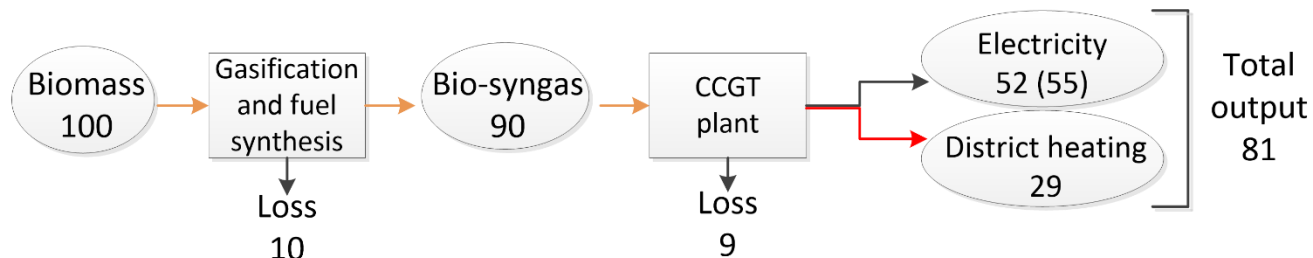 Biomass
100
Gasification
and fuel
synthesis
Loss
10
Bio-syngas
90
CCGT
plant
Loss
9
Electricity
52 (55)
District heating
29
Total
output
81